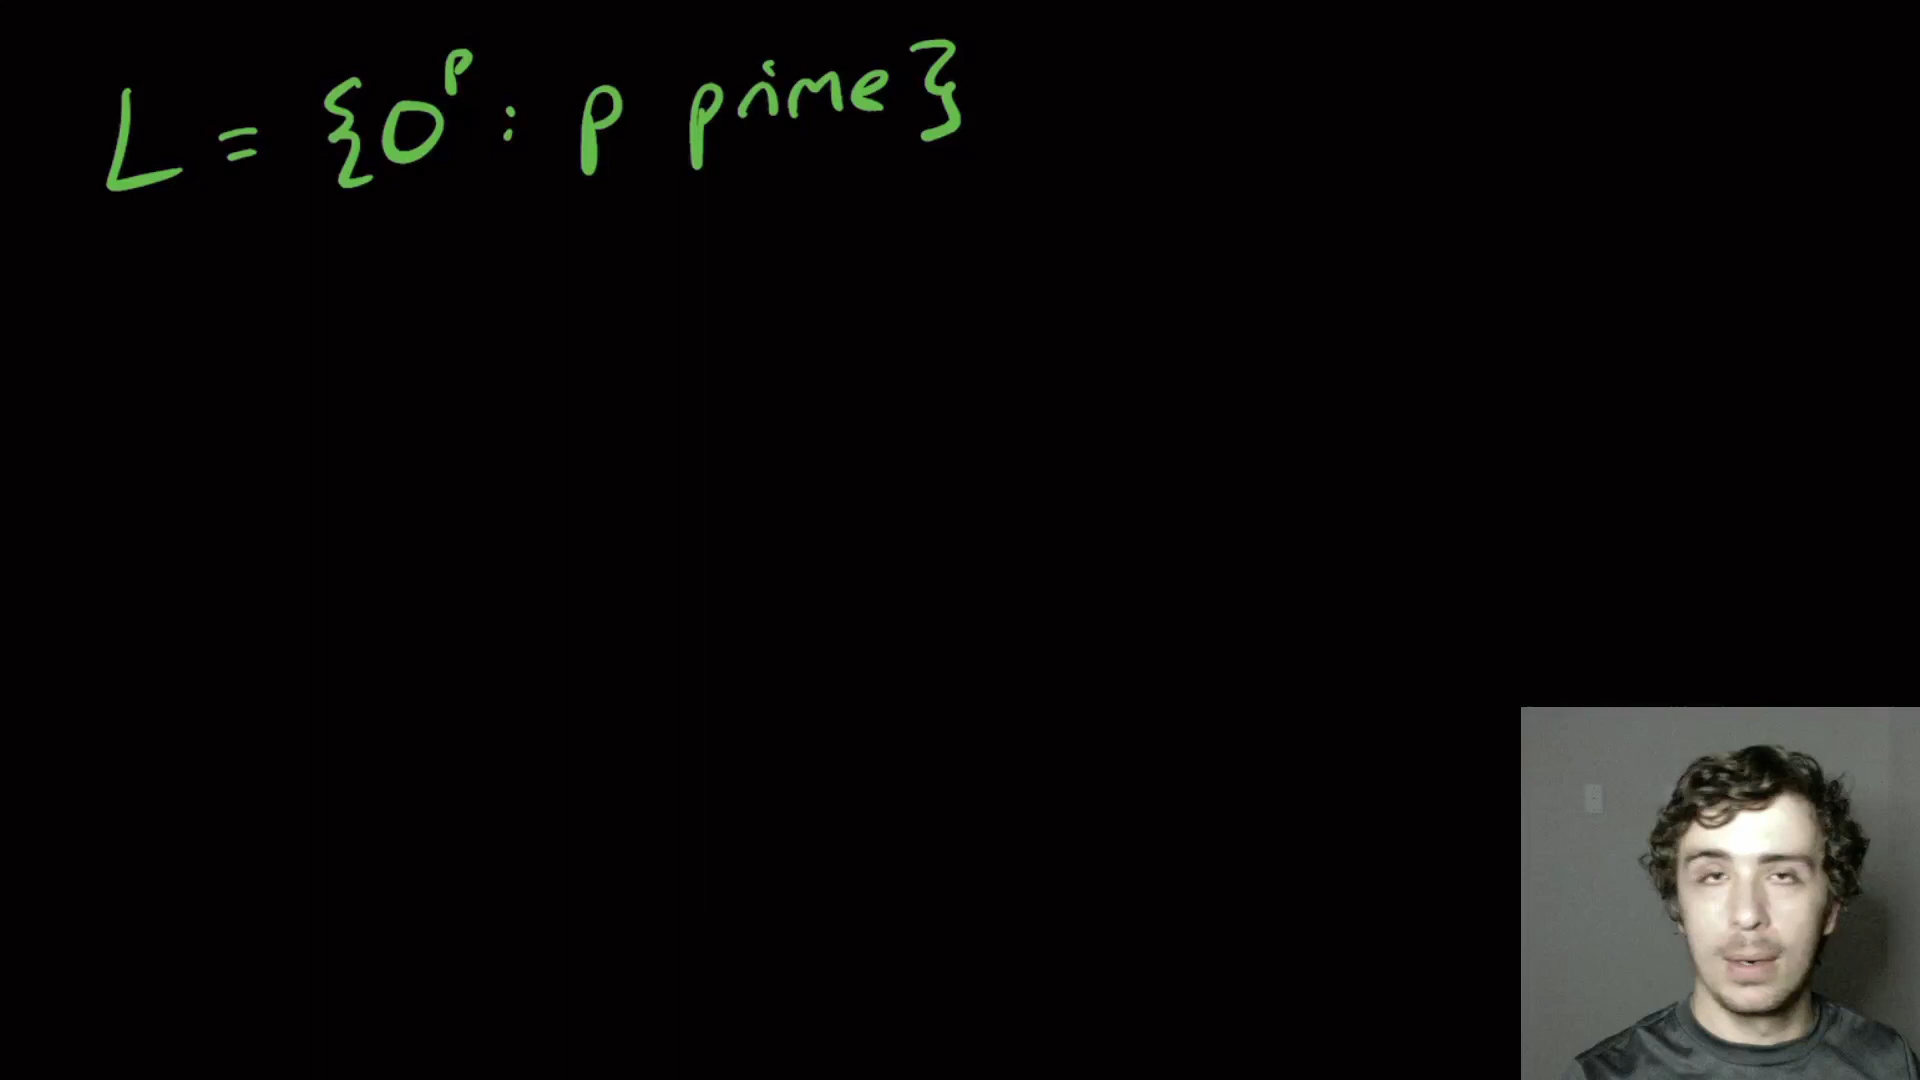 L = {0^p : p prime}